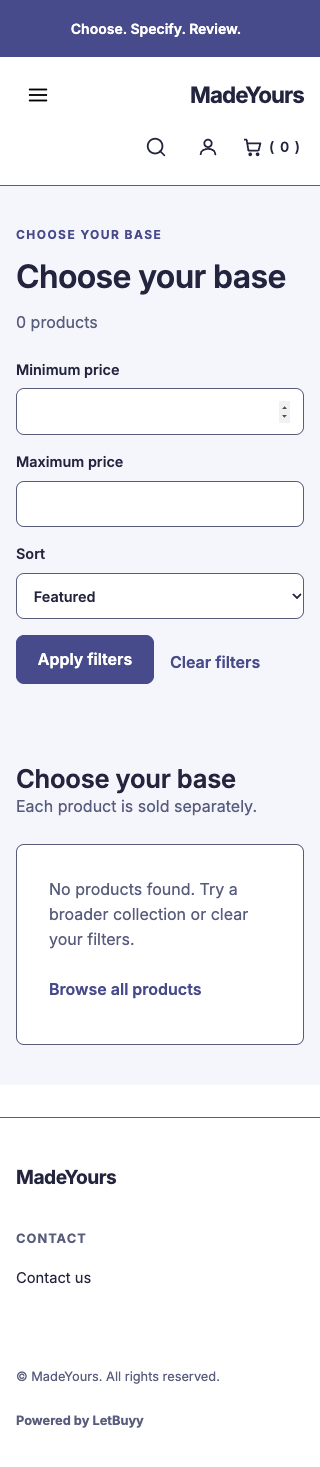 Choose. Specify. Review.
MadeYours
( 0 )
CHOOSE YOUR BASE
Choose your base
0 products
Minimum price
Maximum price
Sort
Featured
Apply filters
Clear filters
Choose your base
Each product is sold separately.
No products found. Try a
broader collection or clear
your filters.
Browse all products
MadeYours
CONTACT
Contact us
© MadeYours. All rights reserved.
Powered by LetBuyy